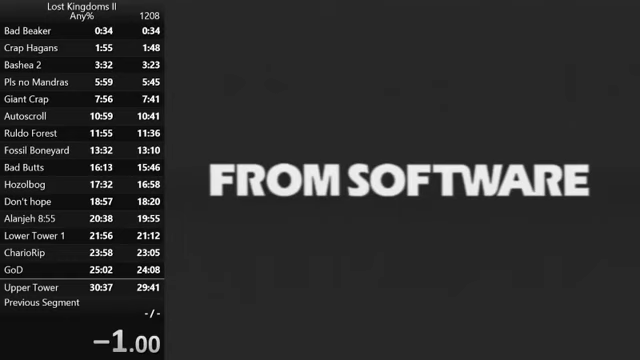 Lost Kingdoms II
Any% 1208
Bad Beaker 0:34 0:34
Crap Hagans 1:55 1:48
Bashea 2 3:32 3:23
Pls no Mandras 5:59 5:45
Giant Crap 7:56 7:41
Autoscroll 10:59 10:41
Ruldo Forest 11:55 11:36
Fossil Boneyard 13:32 13:10
Bad Butts 16:13 15:46
Hozolbog 17:32 16:58
Don't hope 18:57 18:20
Alanjeh 8:55 20:38 19:55
Lower Tower 1 21:56 21:12
CharioRip 23:58 23:05
GoD 25:02 24:08
Upper Tower 30:37 29:41
Previous Segment
- / -
−1.00
FROM SOFTWARE